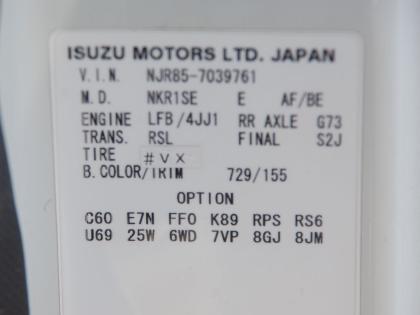 ISUZU MOTORS LTD. JAPAN
V.I.N. NJR85-7039761
M.D. NKR1SE E AF/BE
ENGINE LFB/4JJ1 RR AXLE G73
TRANS. RSL FINAL S2J
TIRE #VX
B.COLOR/TRIM 729/155
OPTION
C60 E7N FF0 K89 RPS RS6
U69 25W 6WD 7VP 8GJ 8JM